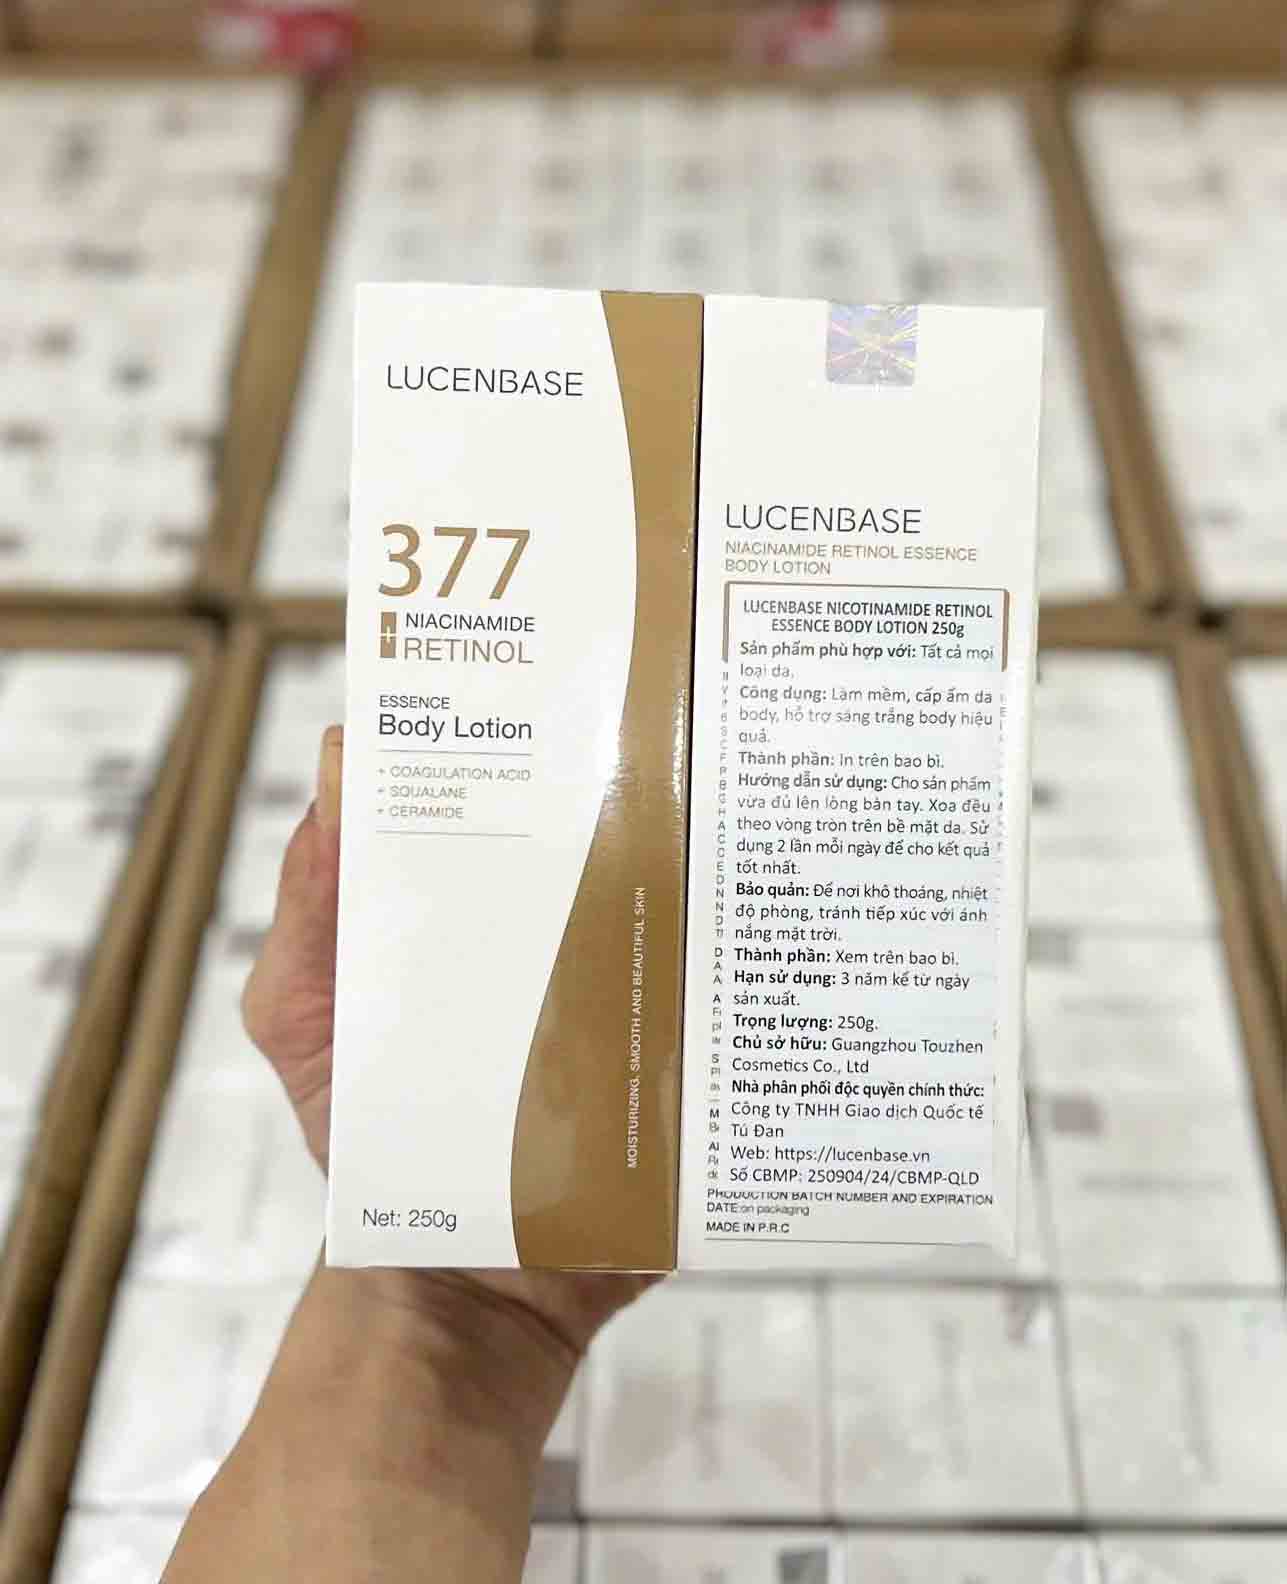 LUCENBASE
377
+ NIACINAMIDE
RETINOL
ESSENCE
Body Lotion
+ COAGULATION ACID
+ SQUALANE
+ CERAMIDE
MOISTURIZING, SMOOTH AND BEAUTIFUL SKIN
Net: 250g
LUCENBASE
NIACINAMIDE RETINOL ESSENCE
BODY LOTION
LUCENBASE NICOTINAMIDE RETINOL
ESSENCE BODY LOTION 250g
Sản phẩm phù hợp với: Tất cả mọi
loại da.
Công dụng: Làm mềm, cấp ẩm da
body, hỗ trợ sáng trắng body hiệu
quả.
Thành phần: In trên bao bì.
Hướng dẫn sử dụng: Cho sản phẩm
vừa đủ lên lòng bàn tay. Xoa đều
theo vòng tròn trên bề mặt da. Sử
dụng 2 lần mỗi ngày để cho kết quả
tốt nhất.
Bảo quản: Để nơi khô thoáng, nhiệt
độ phòng, tránh tiếp xúc với ánh
nắng mặt trời.
Thành phần: Xem trên bao bì.
Hạn sử dụng: 3 năm kể từ ngày
sản xuất.
Trọng lượng: 250g.
Chủ sở hữu: Guangzhou Touzhen
Cosmetics Co., Ltd
Nhà phân phối độc quyền chính thức:
Công ty TNHH Giao dịch Quốc tế
Tú Đan
Web: https://lucenbase.vn
Số CBMP: 250904/24/CBMP-QLD
PRODUCTION BATCH NUMBER AND EXPIRATION
DATE:on packaging
MADE IN P.R.C